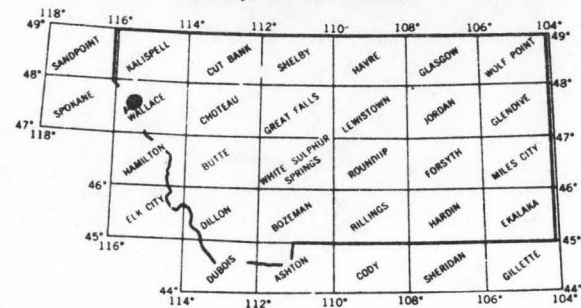 118° 116° 114° 112° 110° 108° 106° 104°
49° SANDPOINT KALISPELL CUT BANK SHELBY HAVRE GLASGOW WOLF POINT 49°
48° SPOKANE WALLACE CHOTEAU GREAT FALLS LEWISTOWN JORDAN GLENDIVE 48°
47° 118° HAMILTON BUTTE WHITE SULPHUR SPRINGS ROUNDUP FORSYTH MILES CITY 47°
46° ELK CITY DILLON BOZEMAN RILLINGS HARDIN EKALAKA 46°
45° 116° DUBOIS ASHTON CODY SHERIDAN GILLETTE 45°
44° 114° 112° 110° 108° 106° 104° 44°